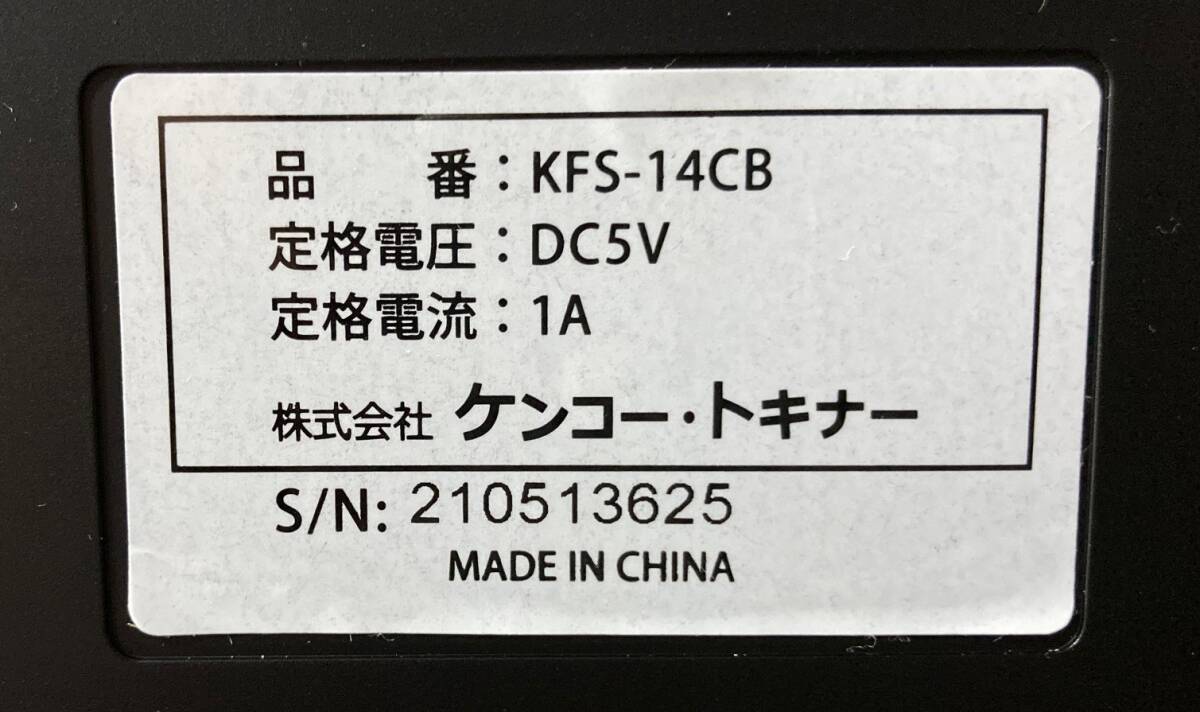 品　　番：KFS-14CB
定格電圧：DC5V
定格電流：1A
株式会社 ケンコー・トキナー
S/N: 210513625
MADE IN CHINA